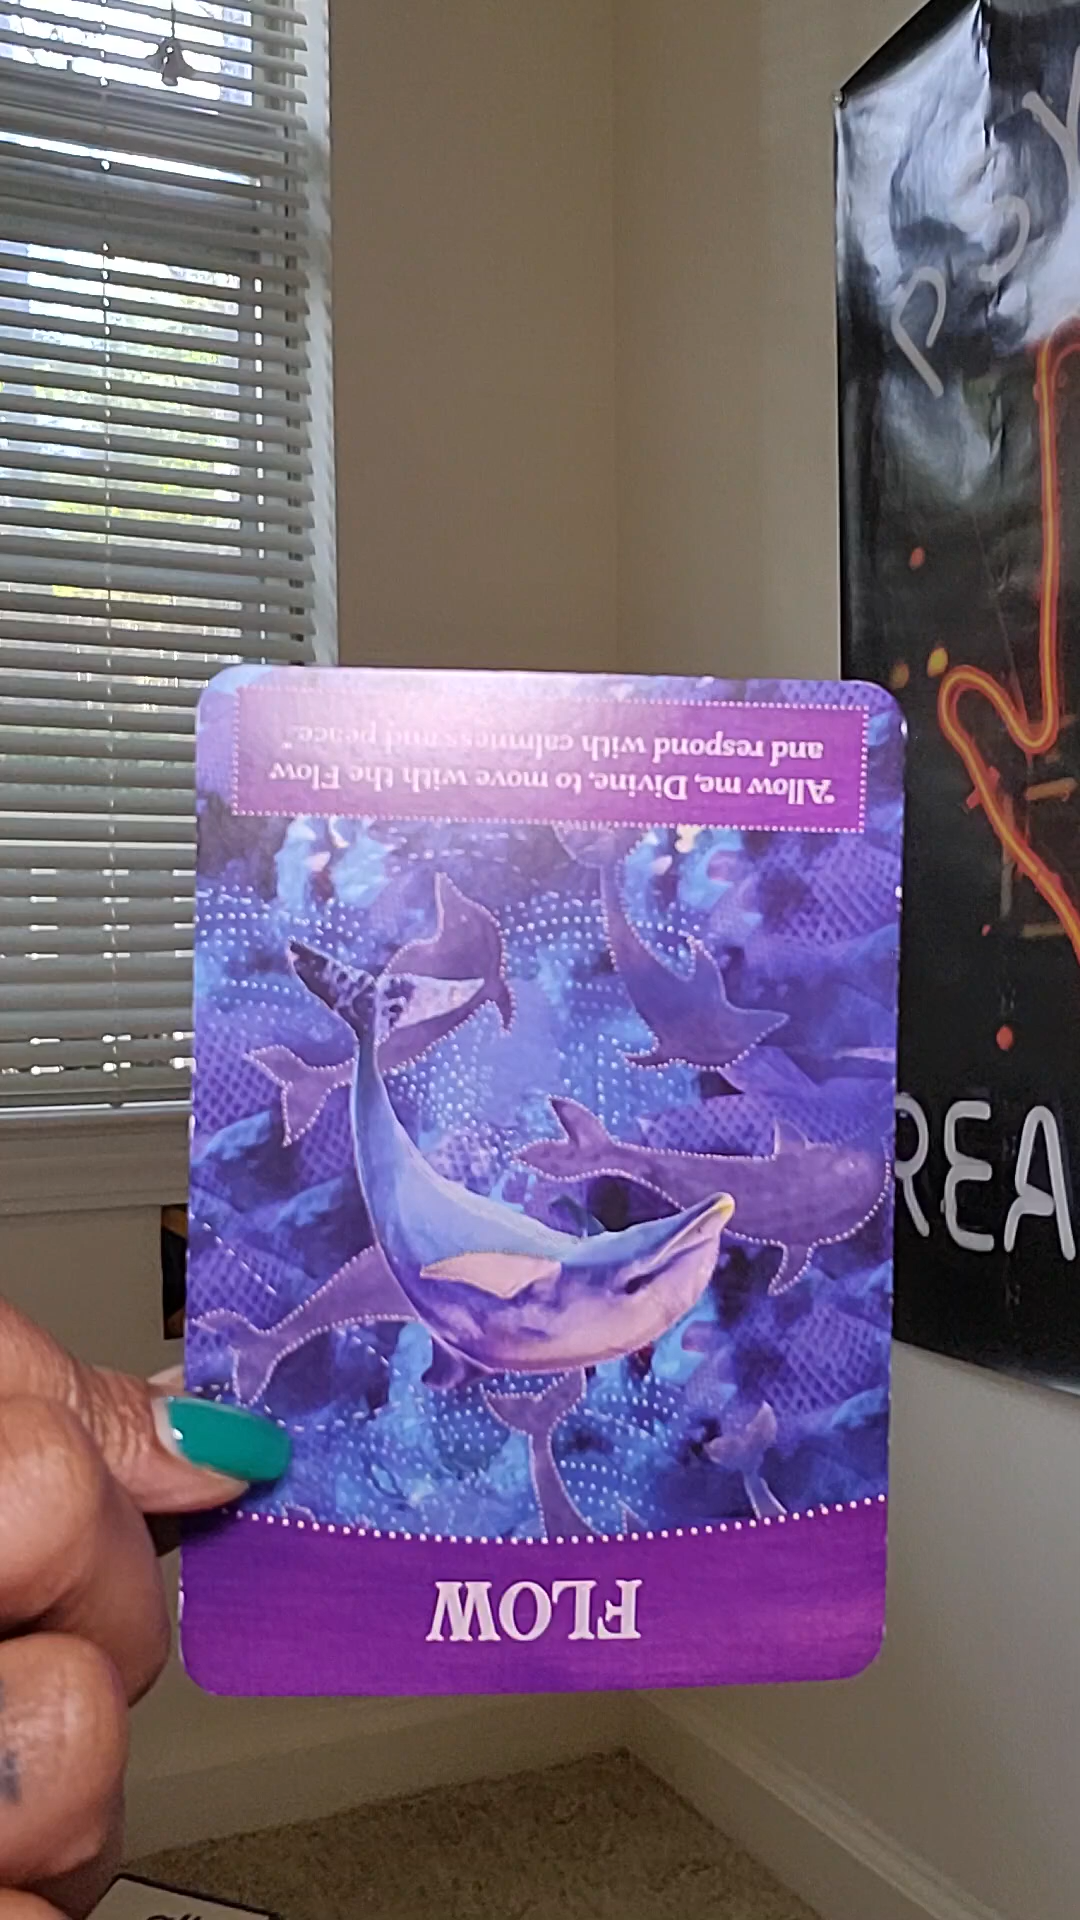 FLOW
"Allow me, Divine, to move with the Flow
and respond with calmness and peace."
REA